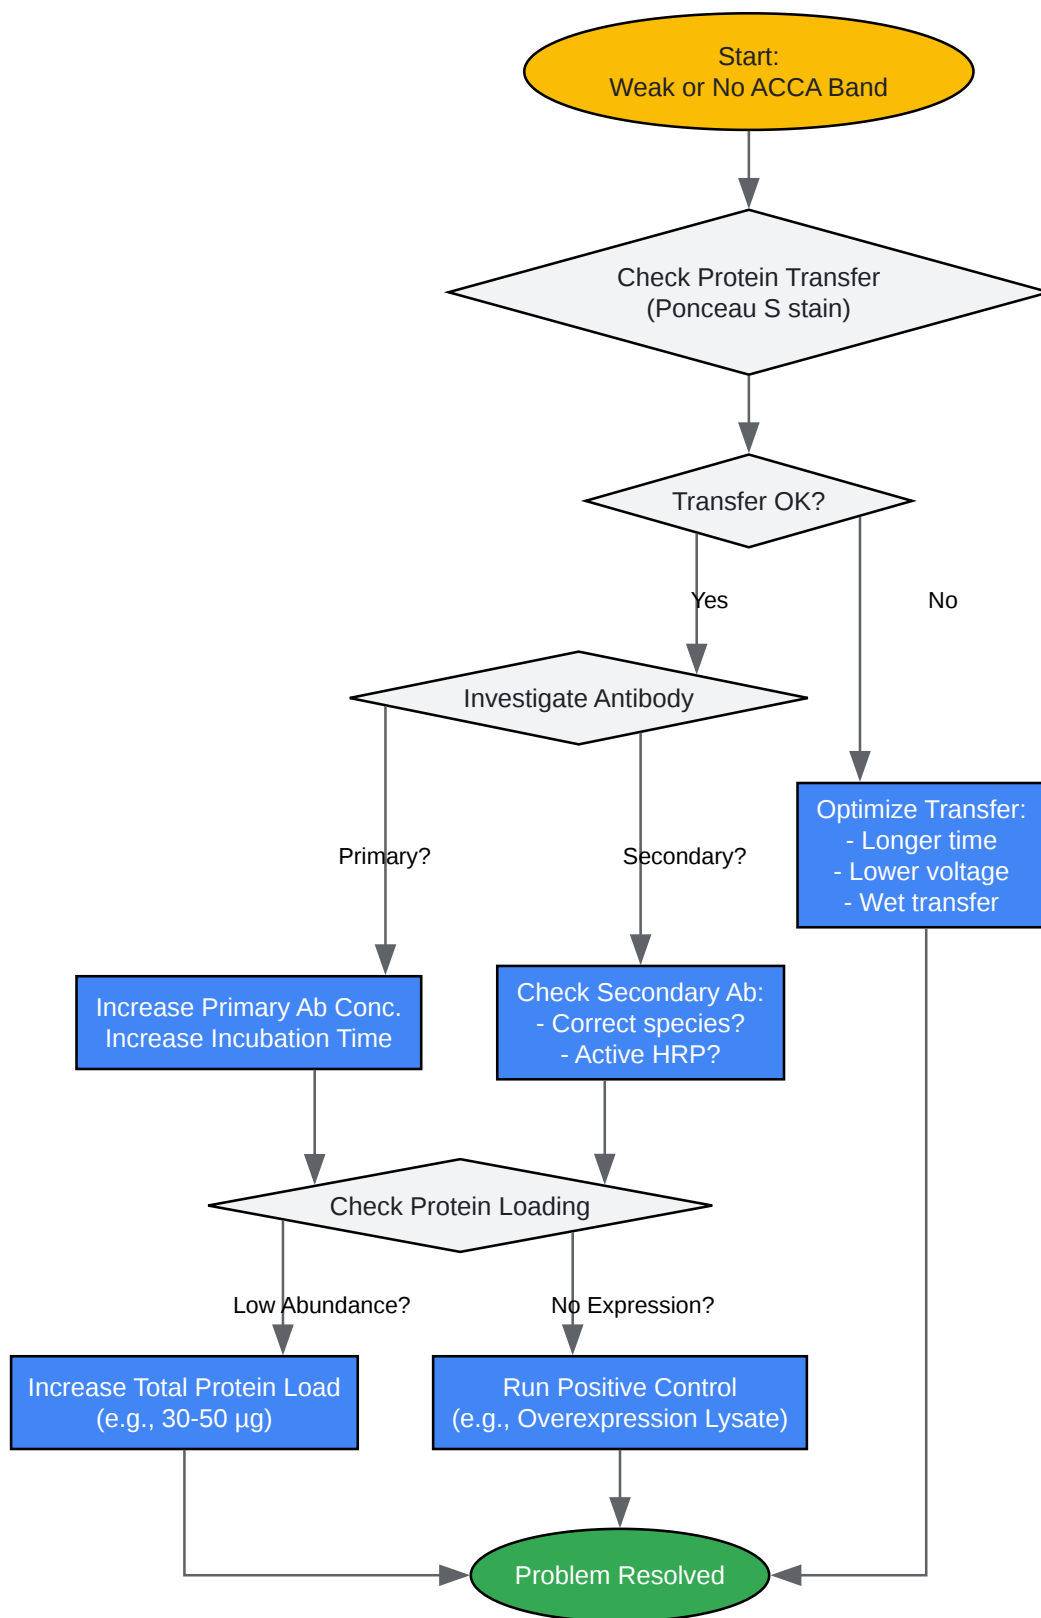 Start:
Weak or No ACCA Band
Check Protein Transfer
(Ponceau S stain)
Transfer OK?
Yes
No
Investigate Antibody
Optimize Transfer:
- Longer time
- Lower voltage
- Wet transfer
Primary?
Secondary?
Increase Primary Ab Conc.
Increase Incubation Time
Check Secondary Ab:
- Correct species?
- Active HRP?
Check Protein Loading
Low Abundance?
No Expression?
Increase Total Protein Load
(e.g., 30-50 µg)
Run Positive Control
(e.g., Overexpression Lysate)
Problem Resolved